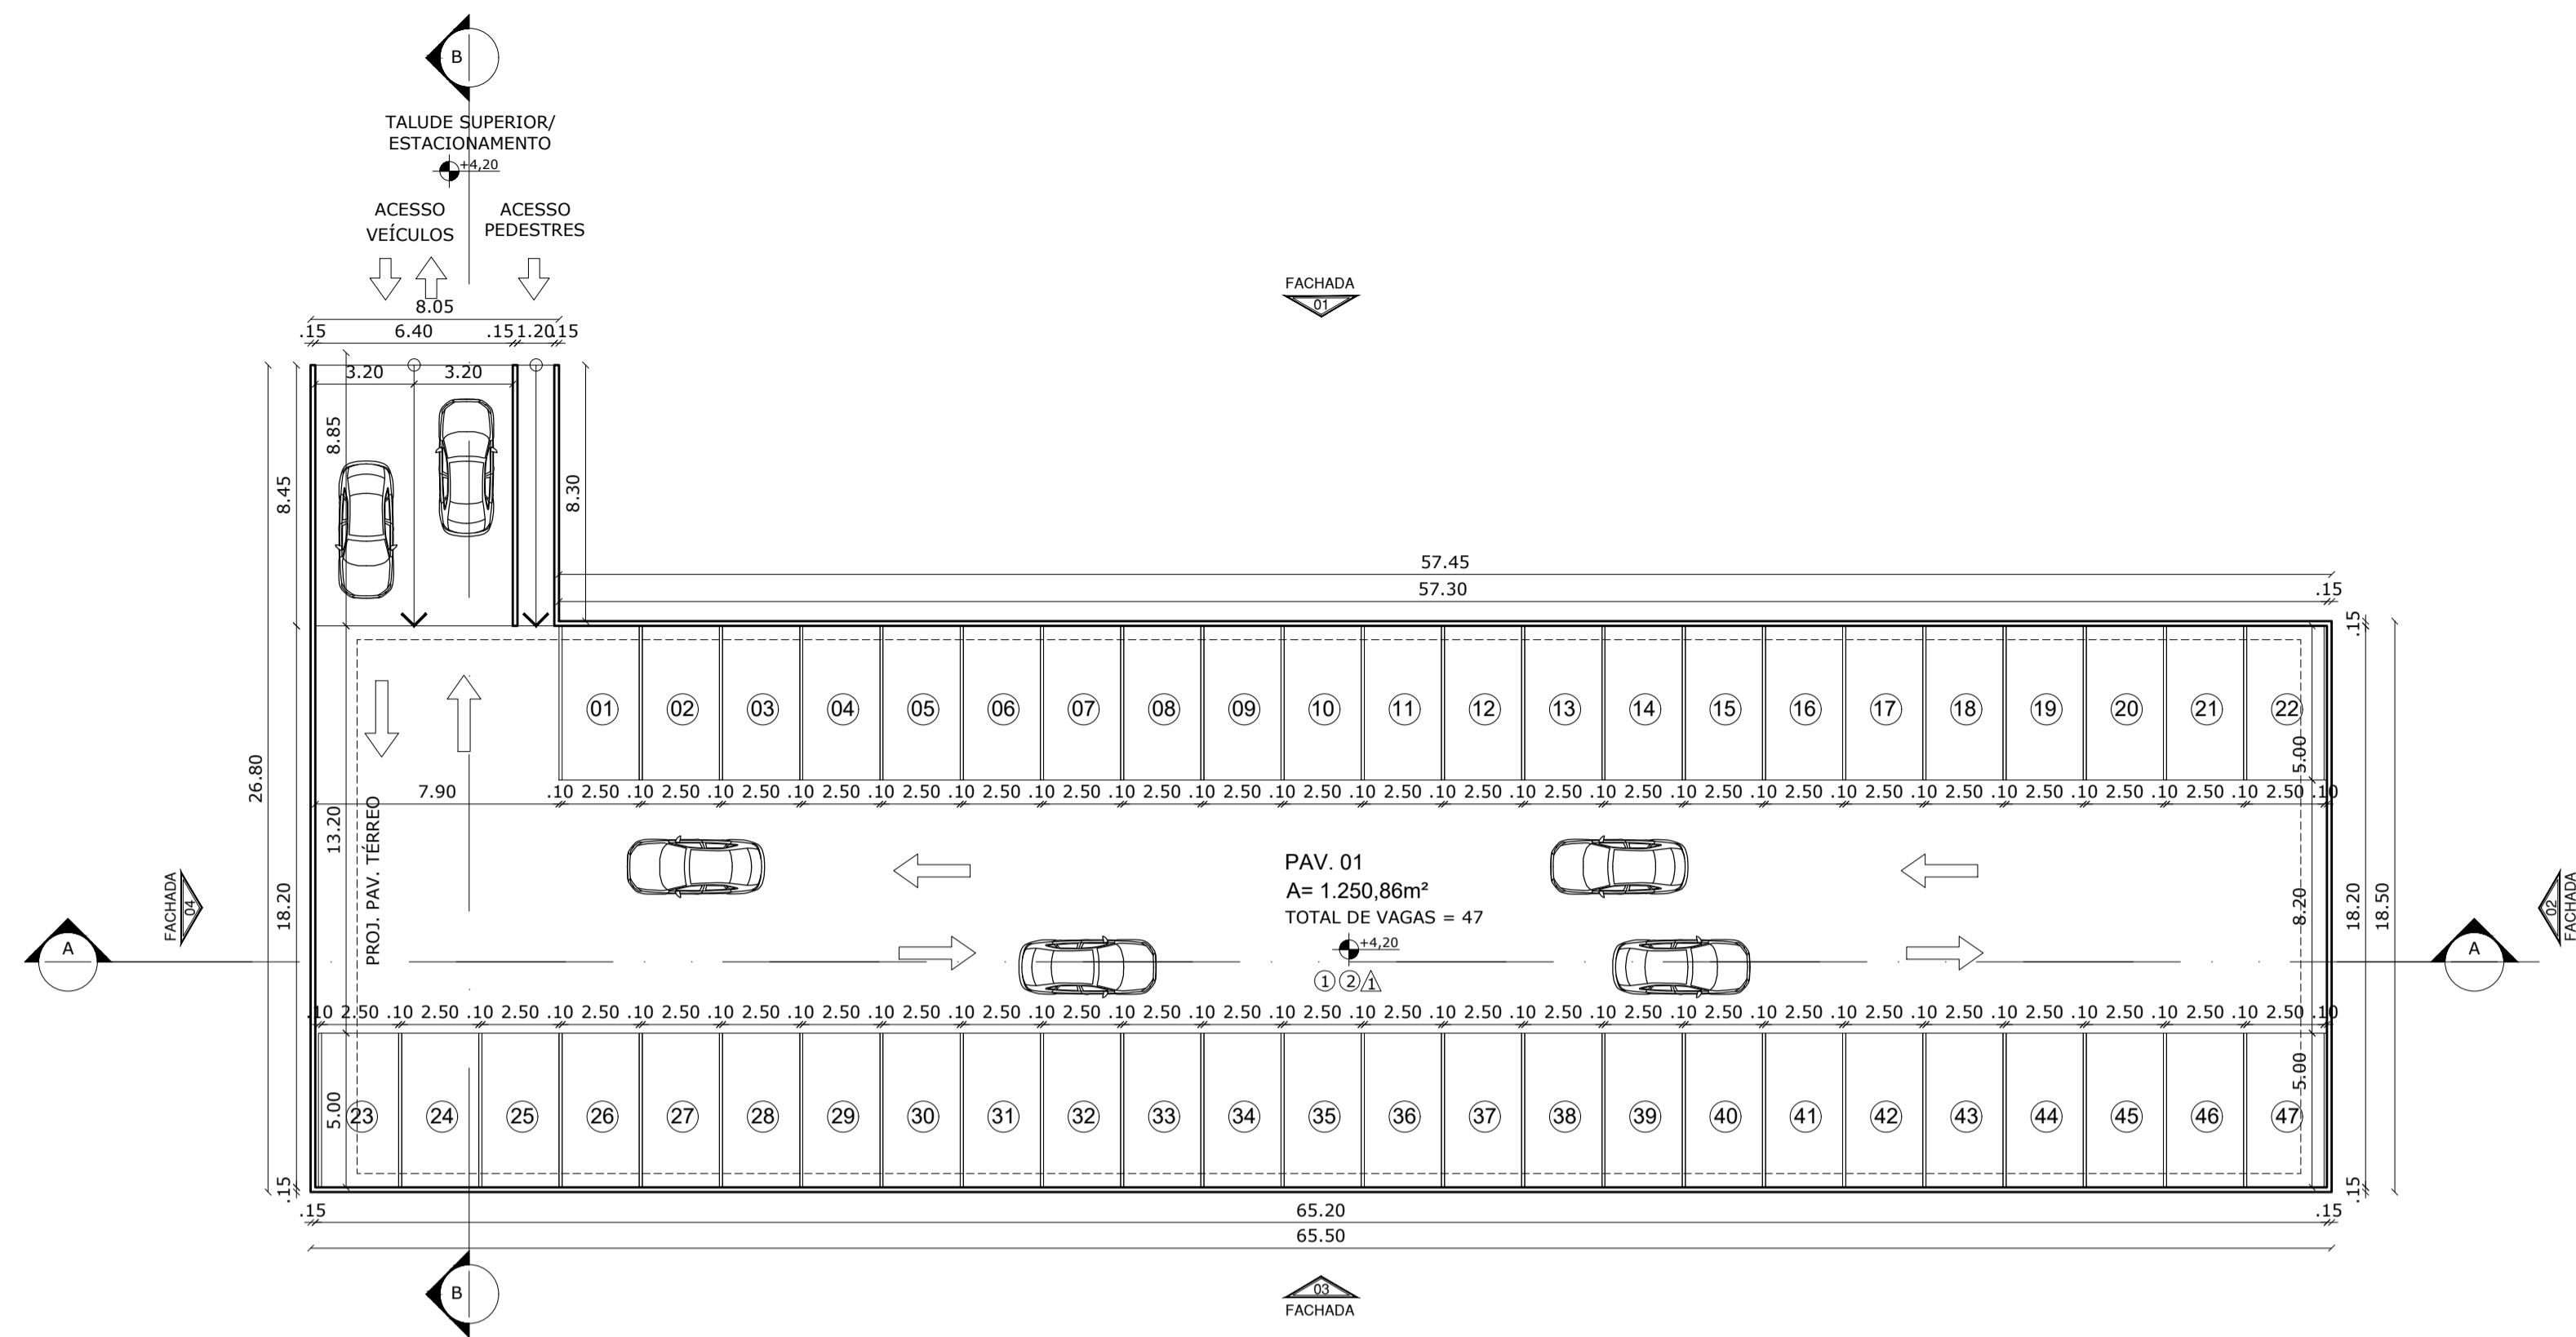 B
TALUDE SUPERIOR/
ESTACIONAMENTO
+4,20
ACESSO
VEÍCULOS
ACESSO
PEDESTRES
8.05
.15 6.40 .15 1.20 .15
3.20 3.20
FACHADA
01
8.85
8.45
8.30
57.45
57.30 .15
.15
01 02 03 04 05 06 07 08 09 10 11 12 13 14 15 16 17 18 19 20 21 22
5.00
26.80
7.90 .10 2.50 .10 2.50 .10 2.50 .10 2.50 .10 2.50 .10 2.50 .10 2.50 .10 2.50 .10 2.50 .10 2.50 .10 2.50 .10 2.50 .10 2.50 .10 2.50 .10 2.50 .10 2.50 .10 2.50 .10 2.50 .10 2.50 .10 2.50 .10 2.50 .10 2.50 .10
13.20
PROJ. PAV. TÉRREO
PAV. 01
A= 1.250,86m²
TOTAL DE VAGAS = 47
+4,20
1 2 1
FACHADA
04
18.20
8.20
18.20
18.50
02
FACHADA
A
A
.10 2.50 .10 2.50 .10 2.50 .10 2.50 .10 2.50 .10 2.50 .10 2.50 .10 2.50 .10 2.50 .10 2.50 .10 2.50 .10 2.50 .10 2.50 .10 2.50 .10 2.50 .10 2.50 .10 2.50 .10 2.50 .10 2.50 .10 2.50 .10 2.50 .10 2.50 .10 2.50 .10 2.50 .10 2.50 .10
5.00
5.00
23 24 25 26 27 28 29 30 31 32 33 34 35 36 37 38 39 40 41 42 43 44 45 46 47
.15
.15
.15 65.20 .15
65.50
B
03
FACHADA